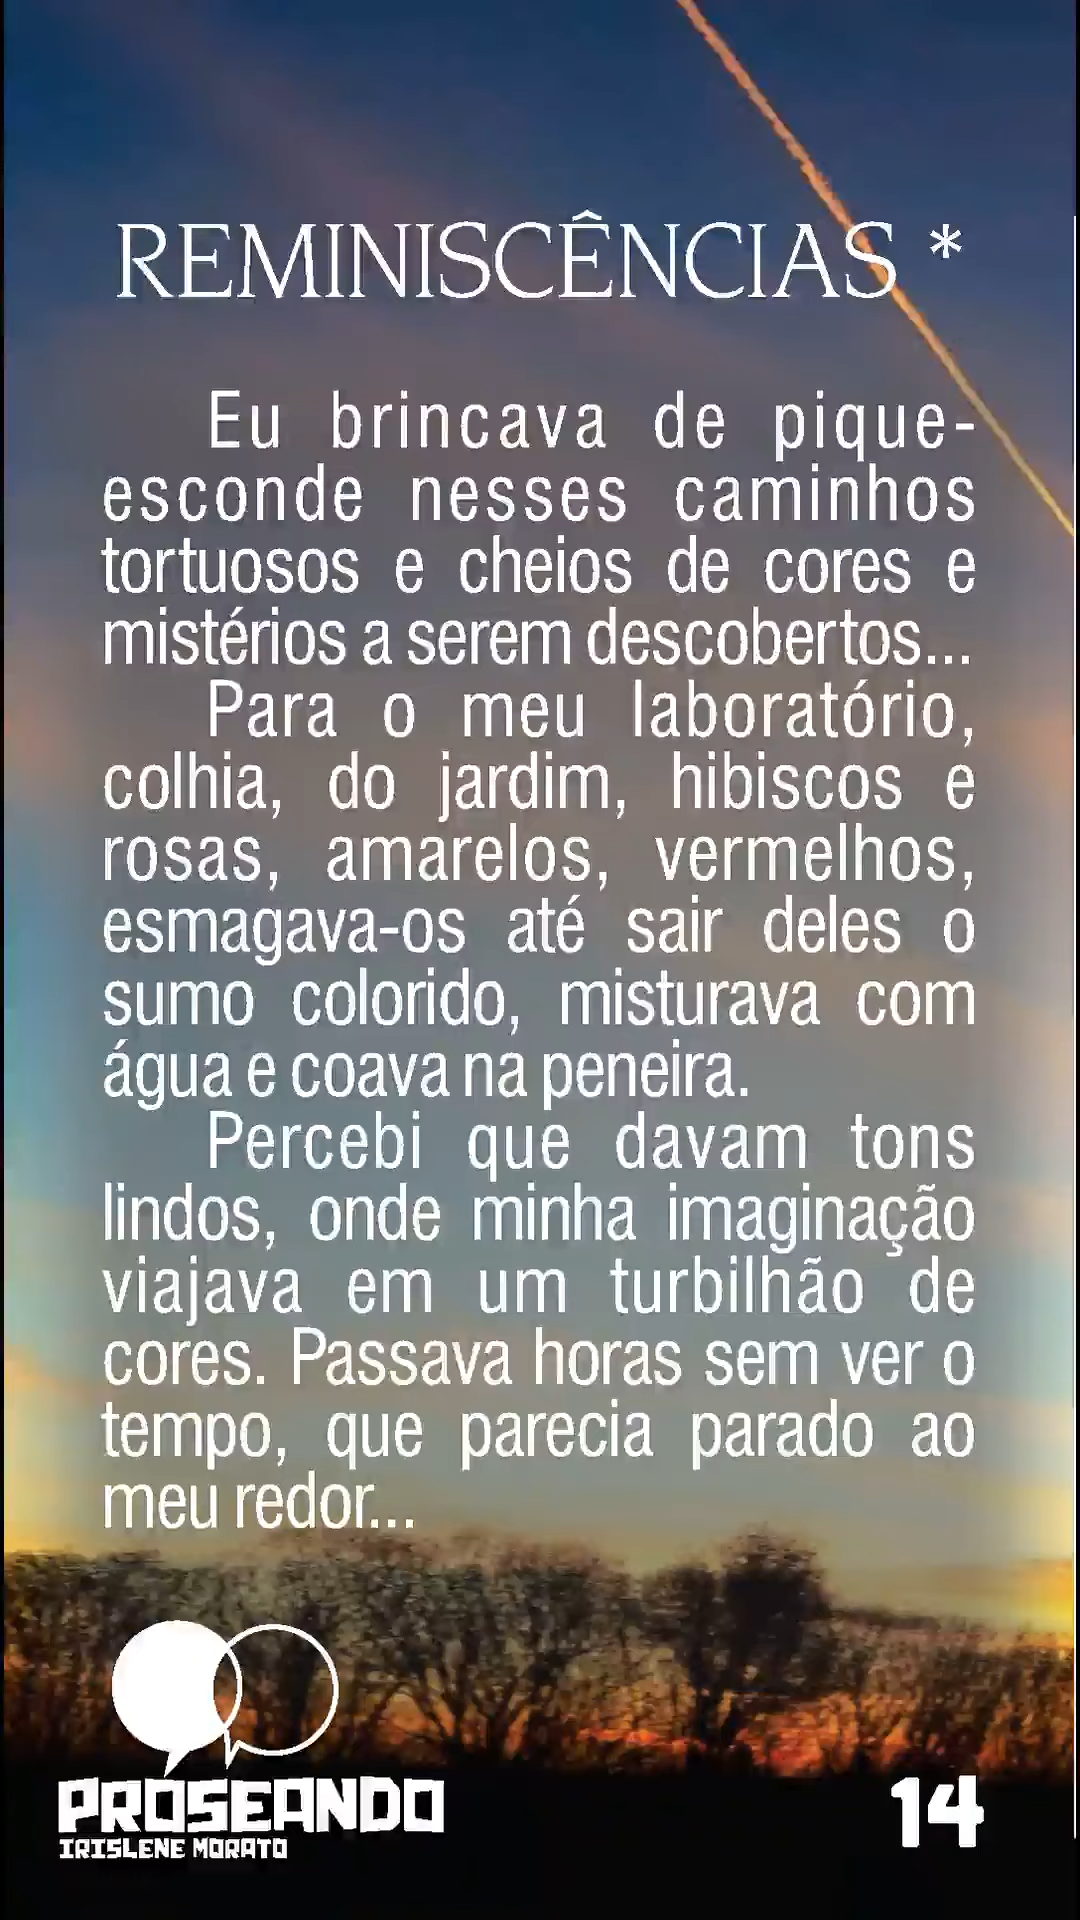 REMINISCÊNCIAS *
Eu brincava de pique-
esconde nesses caminhos
tortuosos e cheios de cores e
mistérios a serem descobertos...
Para o meu laboratório,
colhia, do jardim, hibiscos e
rosas, amarelos, vermelhos,
esmagava-os até sair deles o
sumo colorido, misturava com
água e coava na peneira.
Percebi que davam tons
lindos, onde minha imaginação
viajava em um turbilhão de
cores. Passava horas sem ver o
tempo, que parecia parado ao
meu redor...
PROSEANDO
IRISLENE MORATO
14